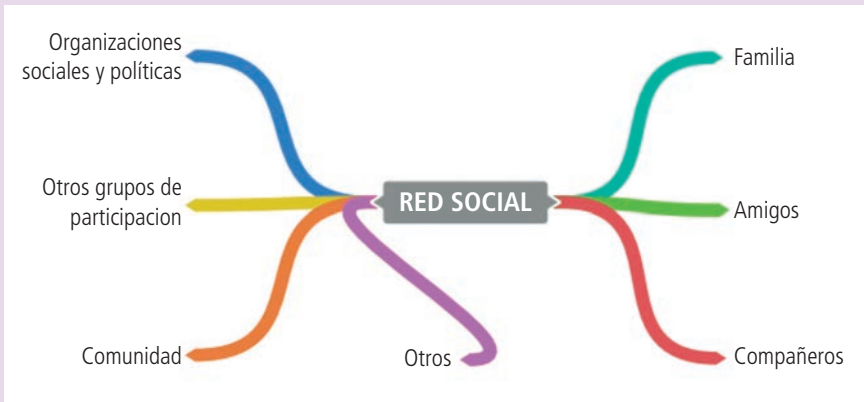 Organizaciones
sociales y políticas
Otros grupos de
participacion
Comunidad
RED SOCIAL
Otros
Familia
Amigos
Compañeros